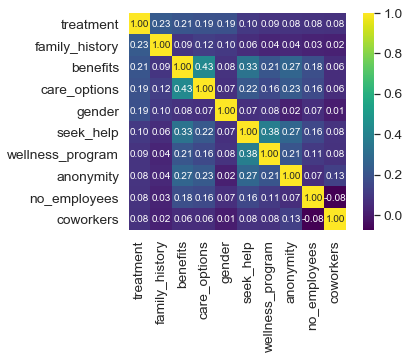 treatment 1.00 0.23 0.21 0.19 0.19 0.10 0.09 0.08 0.08 0.08
family_history 0.23 1.00 0.09 0.12 0.10 0.06 0.04 0.04 0.03 0.02
benefits 0.21 0.09 1.00 0.43 0.08 0.33 0.21 0.27 0.18 0.06
care_options 0.19 0.12 0.43 1.00 0.07 0.22 0.16 0.23 0.16 0.06
gender 0.19 0.10 0.08 0.07 1.00 0.07 0.08 0.02 0.07 0.01
seek_help 0.10 0.06 0.33 0.22 0.07 1.00 0.38 0.27 0.16 0.08
wellness_program 0.09 0.04 0.21 0.16 0.08 0.38 1.00 0.21 0.11 0.08
anonymity 0.08 0.04 0.27 0.23 0.02 0.27 0.21 1.00 0.07 0.13
no_employees 0.08 0.03 0.18 0.16 0.07 0.16 0.11 0.07 1.00 -0.08
coworkers 0.08 0.02 0.06 0.06 0.01 0.08 0.08 0.13 -0.08 1.00
treatment
family_history
benefits
care_options
gender
seek_help
wellness_program
anonymity
no_employees
coworkers
1.0
0.8
0.6
0.4
0.2
0.0